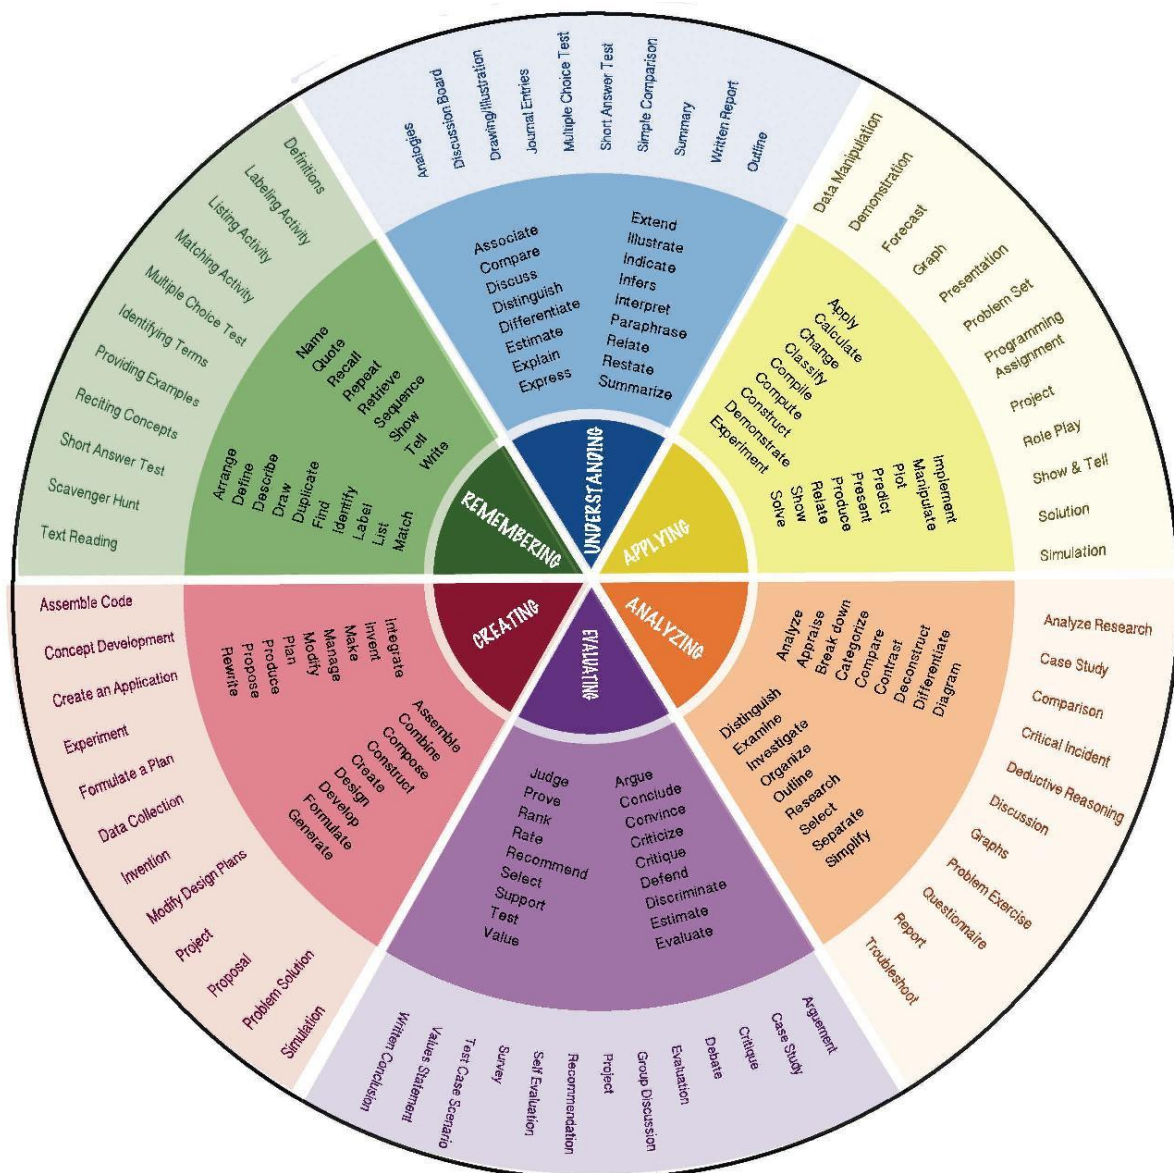 REMEMBERING
Name
Quote
Recall
Repeat
Retrieve
Sequence
Show
Tell
Write
Arrange
Define
Describe
Draw
Duplicate
Find
Identify
Label
List
Match
Definitions
Labeling Activity
Listing Activity
Matching Activity
Multiple Choice Test
Identifying Terms
Providing Examples
Reciting Concepts
Short Answer Test
Scavenger Hunt
Text Reading
UNDERSTANDING
Associate
Compare
Discuss
Distinguish
Differentiate
Estimate
Explain
Express
Extend
Illustrate
Indicate
Infers
Interpret
Paraphrase
Relate
Restate
Summarize
Analogies
Discussion Board
Drawing/Illustration
Journal Entries
Multiple Choice Test
Short Answer Test
Simple Comparison
Summary
Written Report
Outline
APPLYING
Apply
Calculate
Change
Classify
Compile
Compute
Construct
Demonstrate
Experiment
Implement
Manipulate
Plot
Predict
Present
Produce
Relate
Show
Solve
Data Manipulation
Demonstration
Forecast
Graph
Presentation
Problem Set
Programming
Assignment
Project
Role Play
Show & Tell
Solution
Simulation
ANALYZING
Analyze
Appraise
Break down
Categorize
Compare
Contrast
Deconstruct
Differentiate
Diagram
Distinguish
Examine
Investigate
Organize
Outline
Research
Select
Separate
Simplify
Analyze Research
Case Study
Comparison
Critical Incident
Deductive Reasoning
Discussion
Graphs
Problem Exercise
Questionnaire
Report
Troubleshoot
EVALUATING
Judge
Prove
Rank
Rate
Recommend
Select
Support
Test
Value
Argue
Conclude
Convince
Criticize
Critique
Defend
Discriminate
Estimate
Evaluate
Arguement
Case Study
Critique
Debate
Evaluation
Group Discussion
Project
Recommendation
Self Evaluation
Survey
Test Case Scenario
Values Statement
Written Conclusion
CREATING
Integrate
Invent
Make
Manage
Modify
Plan
Produce
Propose
Rewrite
Assemble
Combine
Compose
Construct
Create
Design
Develop
Formulate
Generate
Assemble Code
Concept Development
Create an Application
Experiment
Formulate a Plan
Data Collection
Invention
Modify Design Plans
Project
Proposal
Problem Solution
Simulation